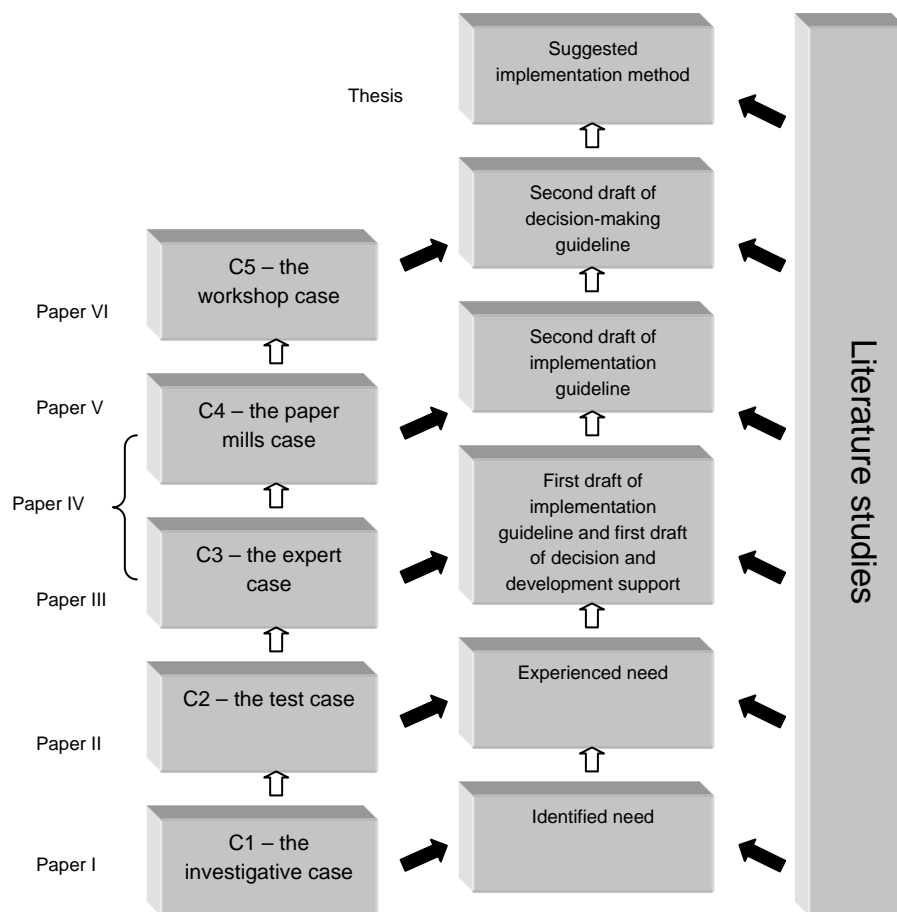 Suggested
implementation method
Thesis
Second draft of
decision-making
guideline
C5 – the
workshop case
Paper VI
Second draft of
implementation
guideline
Paper V
C4 – the paper
mills case
Paper IV
First draft of
implementation
guideline and first draft
of decision and
development support
C3 – the expert
case
Paper III
Experienced need
C2 – the test case
Paper II
Identified need
C1 – the
investigative case
Paper I
Literature studies